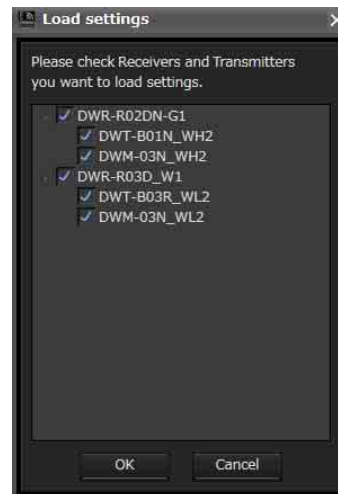 Load settings
Please check Receivers and Transmitters
you want to load settings.
DWR-R02DN-G1
DWT-B01N_WH2
DWM-03N_WH2
DWR-R03D_W1
DWT-B03R_WL2
DWM-03N_WL2
OK Cancel